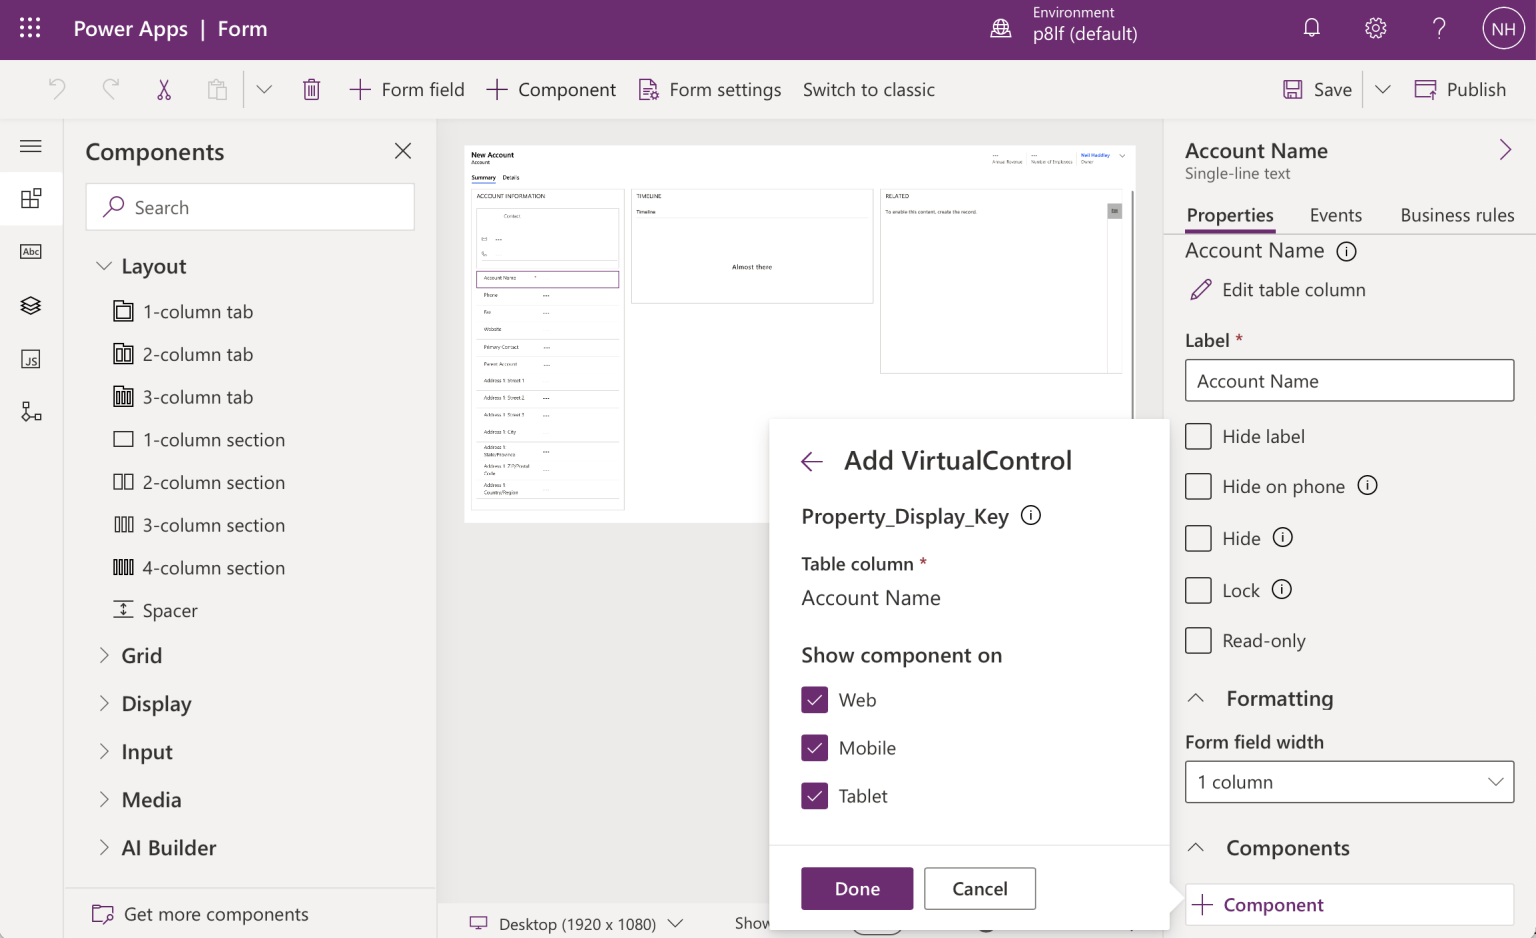 Power Apps | Form
Environment
p8lf (default)
NH
Form field
Component
Form settings
Switch to classic
Save
Publish
Components
Search
Layout
1-column tab
2-column tab
3-column tab
1-column section
2-column section
3-column section
4-column section
Spacer
Grid
Display
Input
Media
AI Builder
Get more components
Abc
JS
New Account
Account
Summary Details
--- Annual Revenue
--- Number of Employees
Neil Haddley
Owner
ACCOUNT INFORMATION
Contact
---
Account Name *
Phone ---
Fax ---
Website
Primary Contact ---
Parent Account ---
Address 1: Street 1
Address 1: Street 2 ---
Address 1: Street 3 ---
Address 1: City
Address 1:
State/Province ---
Address 1: ZIP/Postal
Code ---
Address 1:
Country/Region
TIMELINE
Timeline
Almost there
RELATED
To enable this content, create the record.
Add VirtualControl
Property_Display_Key
Table column *
Account Name
Show component on
Web
Mobile
Tablet
Done
Cancel
Desktop (1920 x 1080)
Show
Account Name
Single-line text
Properties Events Business rules
Account Name
Edit table column
Label *
Account Name
Hide label
Hide on phone
Hide
Lock
Read-only
Formatting
Form field width
1 column
Components
Component